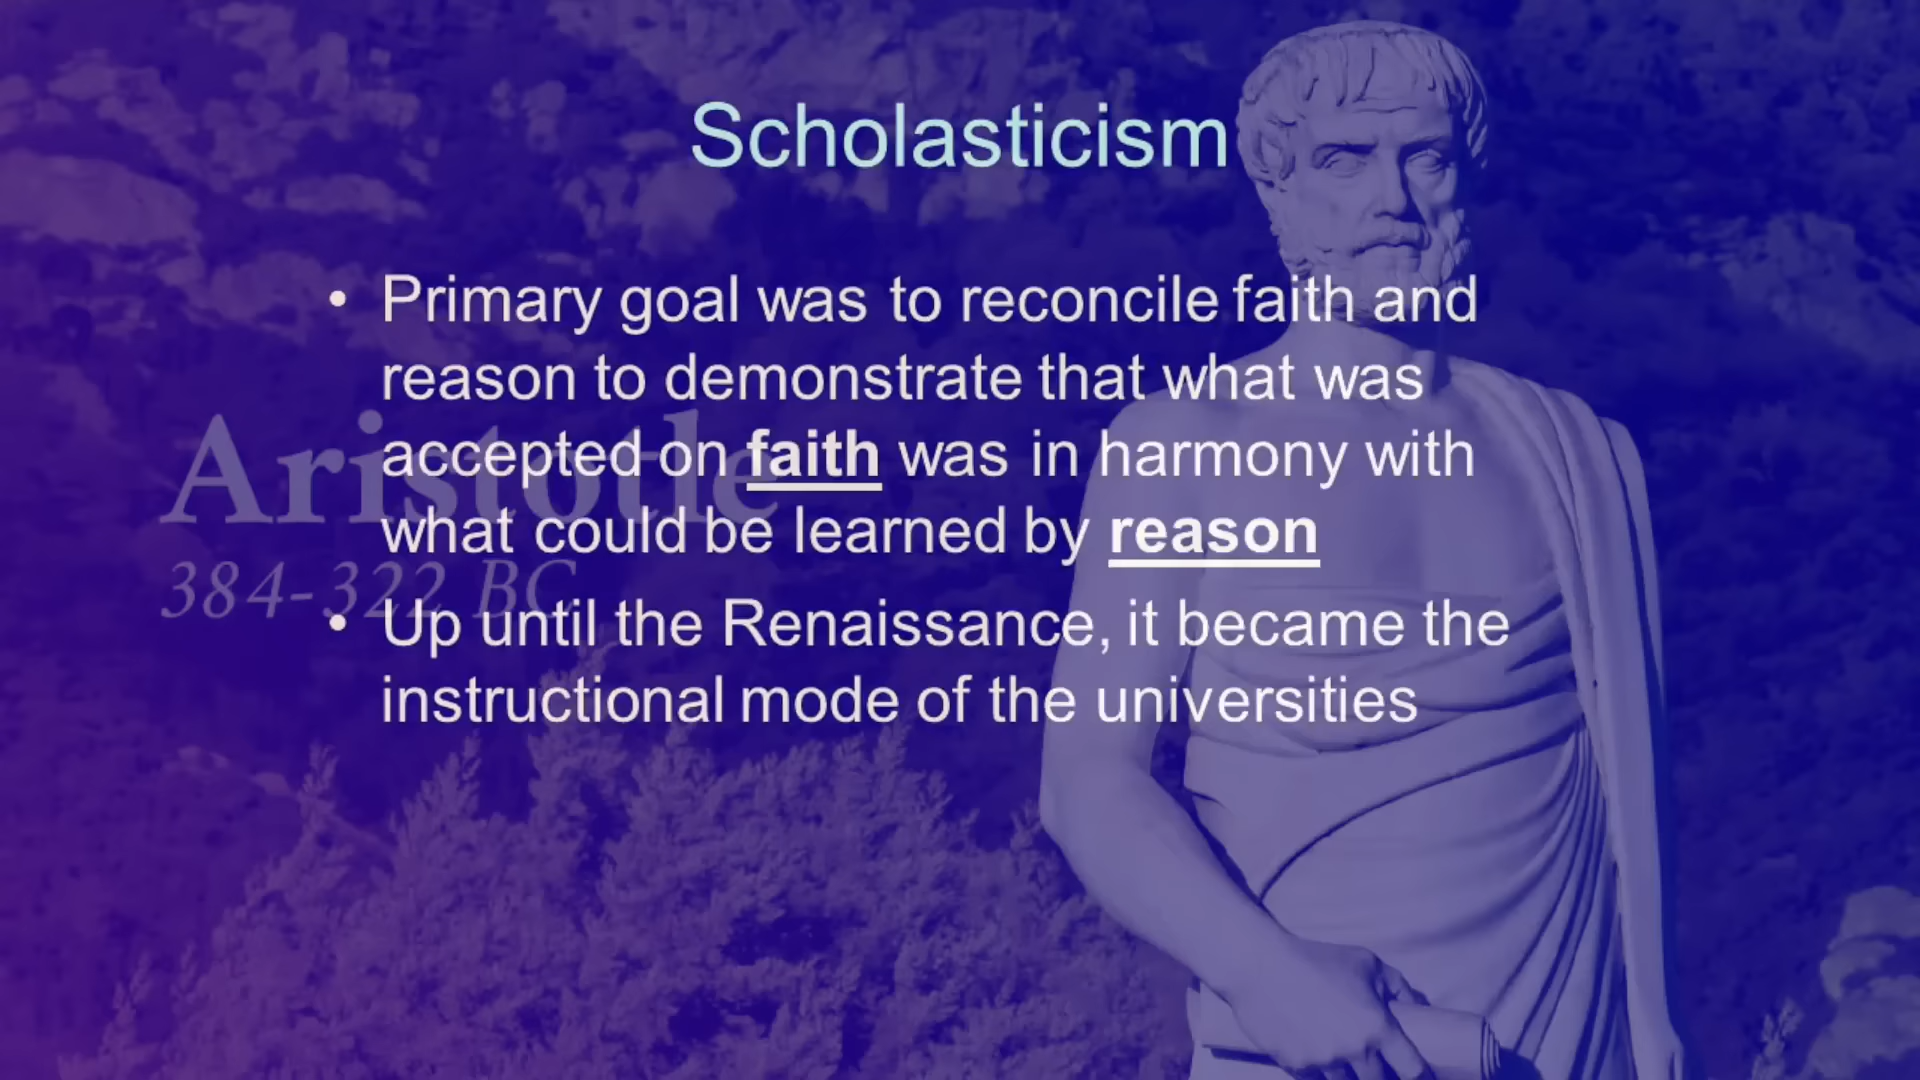 Scholasticism
• Primary goal was to reconcile faith and
reason to demonstrate that what was
accepted on faith was in harmony with
what could be learned by reason
Aristotle
384-322 BC
• Up until the Renaissance, it became the
instructional mode of the universities